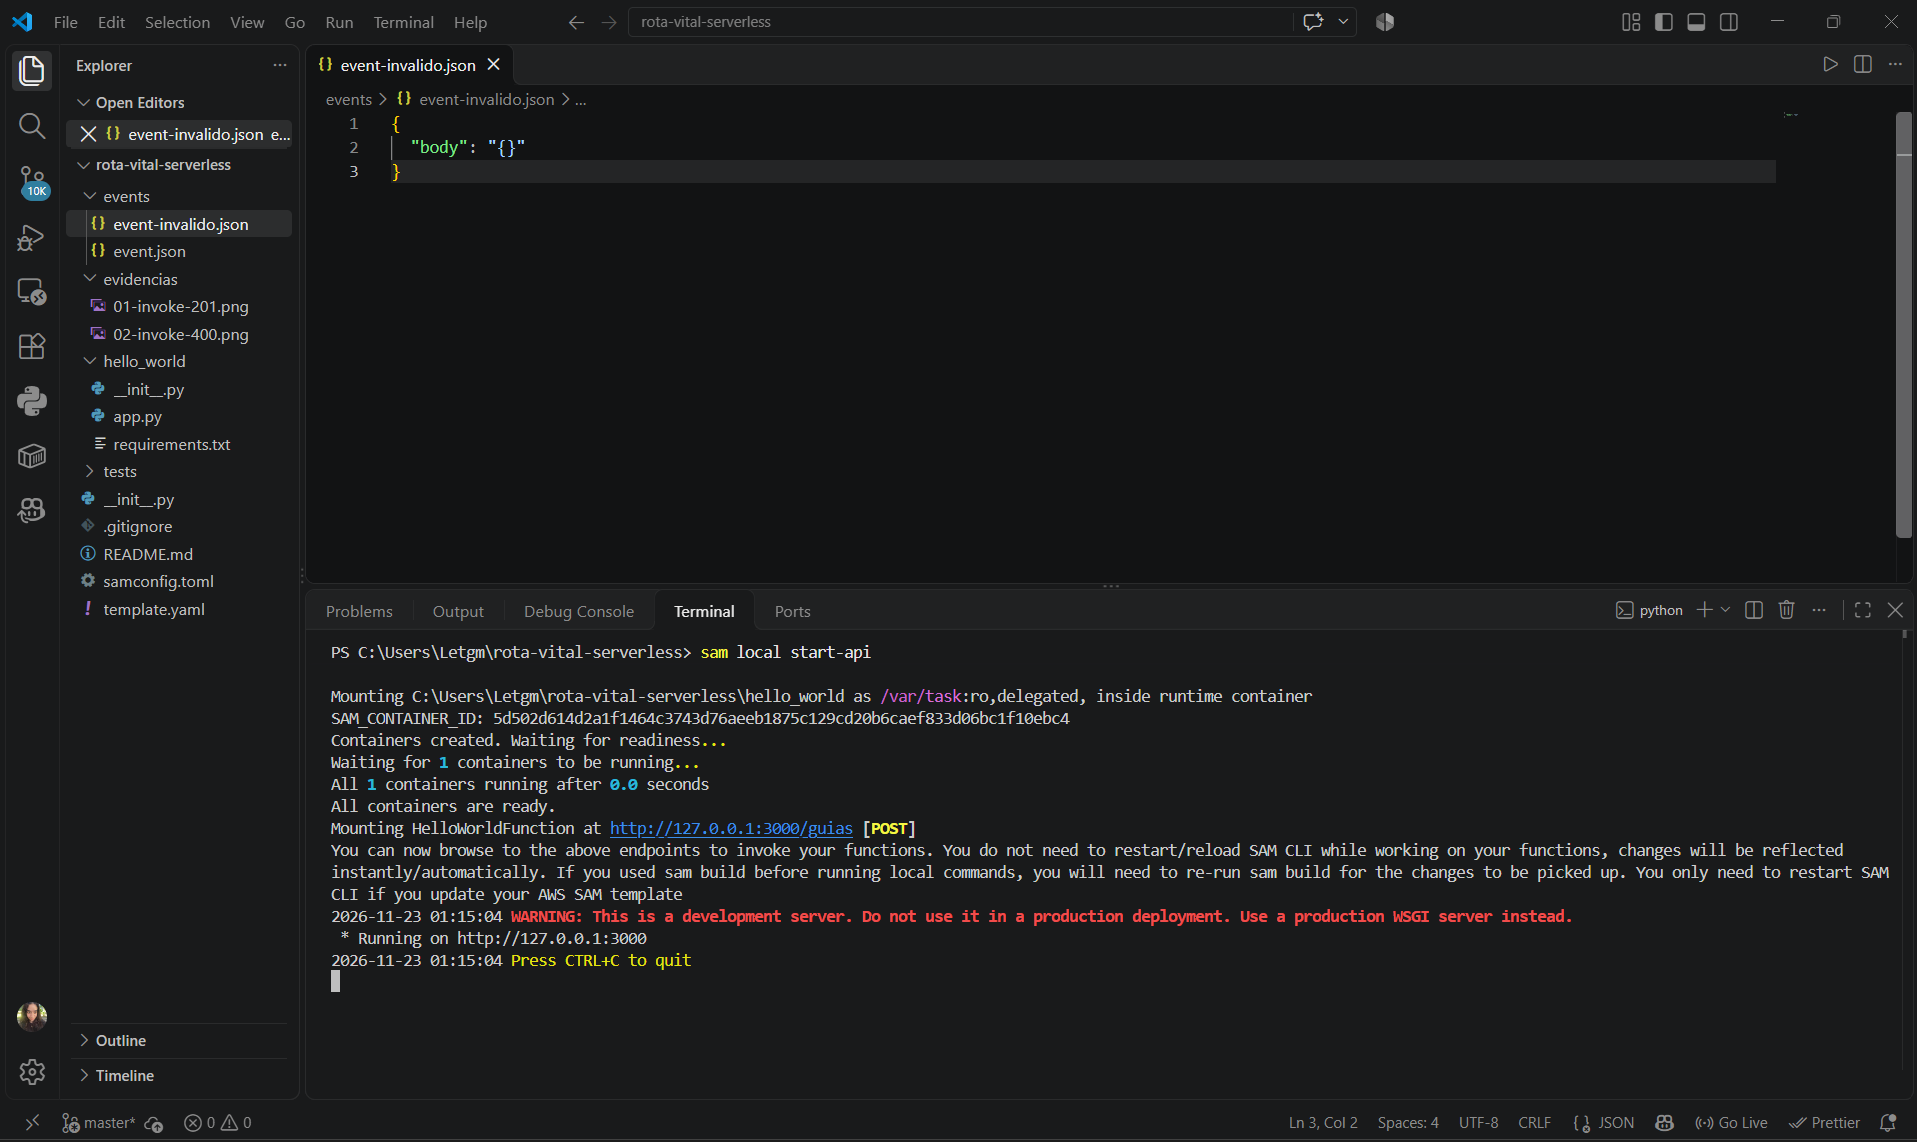 File Edit Selection View Go Run Terminal Help
rota-vital-serverless
Explorer
Open Editors
event-invalido.json e...
rota-vital-serverless
events
event-invalido.json
event.json
evidencias
01-invoke-201.png
02-invoke-400.png
hello_world
__init__.py
app.py
requirements.txt
tests
__init__.py
.gitignore
README.md
samconfig.toml
template.yaml
Outline
Timeline
10K
event-invalido.json
events > event-invalido.json > ...
1 {
2 "body": "{}"
3 }
Problems Output Debug Console Terminal Ports
python
PS C:\Users\Letgm\rota-vital-serverless> sam local start-api
Mounting C:\Users\Letgm\rota-vital-serverless\hello_world as /var/task:ro,delegated, inside runtime container
SAM_CONTAINER_ID: 5d502d614d2a1f1464c3743d76aeeb1875c129cd20b6caef833d06bc1f10ebc4
Containers created. Waiting for readiness...
Waiting for 1 containers to be running...
All 1 containers running after 0.0 seconds
All containers are ready.
Mounting HelloWorldFunction at http://127.0.0.1:3000/guias [POST]
You can now browse to the above endpoints to invoke your functions. You do not need to restart/reload SAM CLI while working on your functions, changes will be reflected
instantly/automatically. If you used sam build before running local commands, you will need to re-run sam build for the changes to be picked up. You only need to restart SAM
CLI if you update your AWS SAM template
2026-11-23 01:15:04 WARNING: This is a development server. Do not use it in a production deployment. Use a production WSGI server instead.
 * Running on http://127.0.0.1:3000
2026-11-23 01:15:04 Press CTRL+C to quit
master* 0 0
Ln 3, Col 2 Spaces: 4 UTF-8 CRLF JSON Go Live Prettier